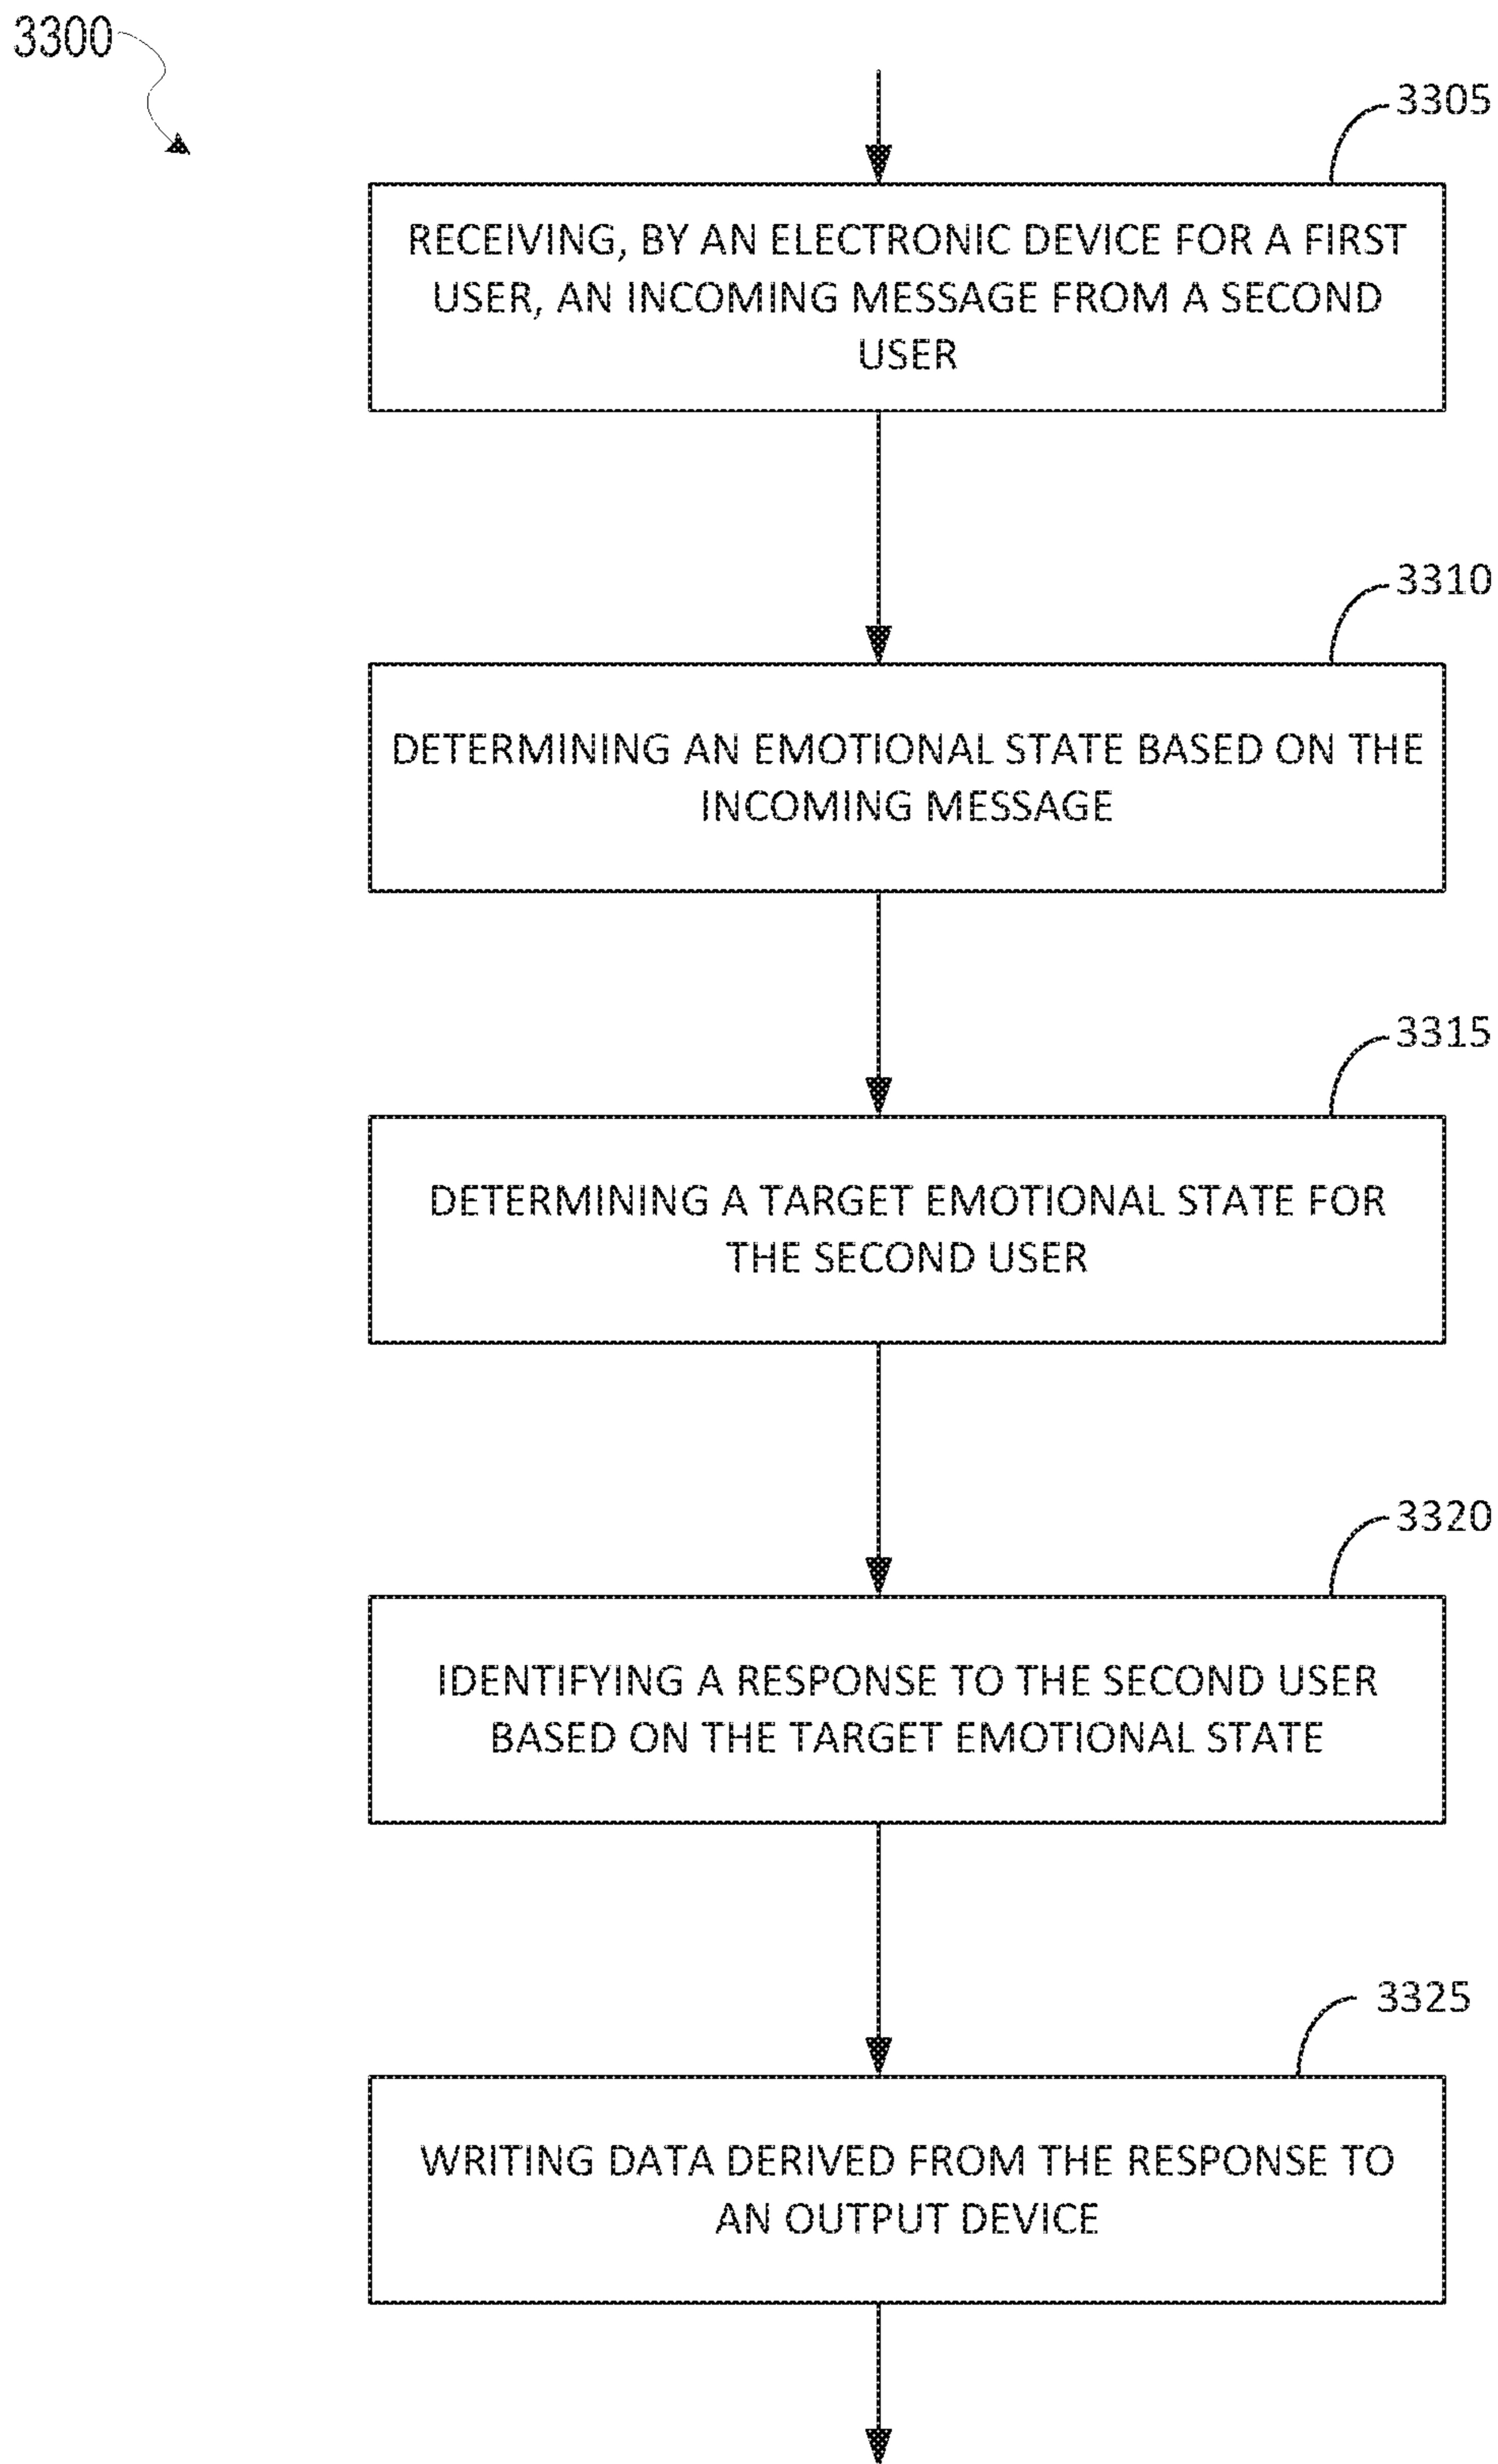 3300
3305
RECEIVING, BY AN ELECTRONIC DEVICE FOR A FIRST
USER, AN INCOMING MESSAGE FROM A SECOND
USER
3310
DETERMINING AN EMOTIONAL STATE BASED ON THE
INCOMING MESSAGE
3315
DETERMINING A TARGET EMOTIONAL STATE FOR
THE SECOND USER
3320
IDENTIFYING A RESPONSE TO THE SECOND USER
BASED ON THE TARGET EMOTIONAL STATE
3325
WRITING DATA DERIVED FROM THE RESPONSE TO
AN OUTPUT DEVICE